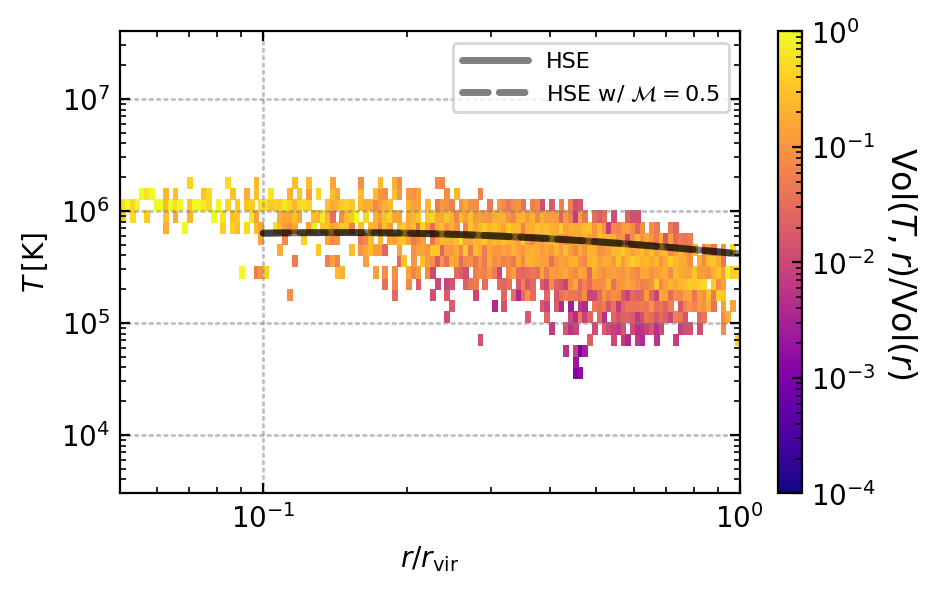 HSE
HSE w/ ℳ = 0.5
10⁷
10⁶
10⁵
10⁴
T [K]
10⁻¹
10⁰
r/r_vir
10⁰
10⁻¹
10⁻²
10⁻³
10⁻⁴
Vol(T, r)/Vol(r)